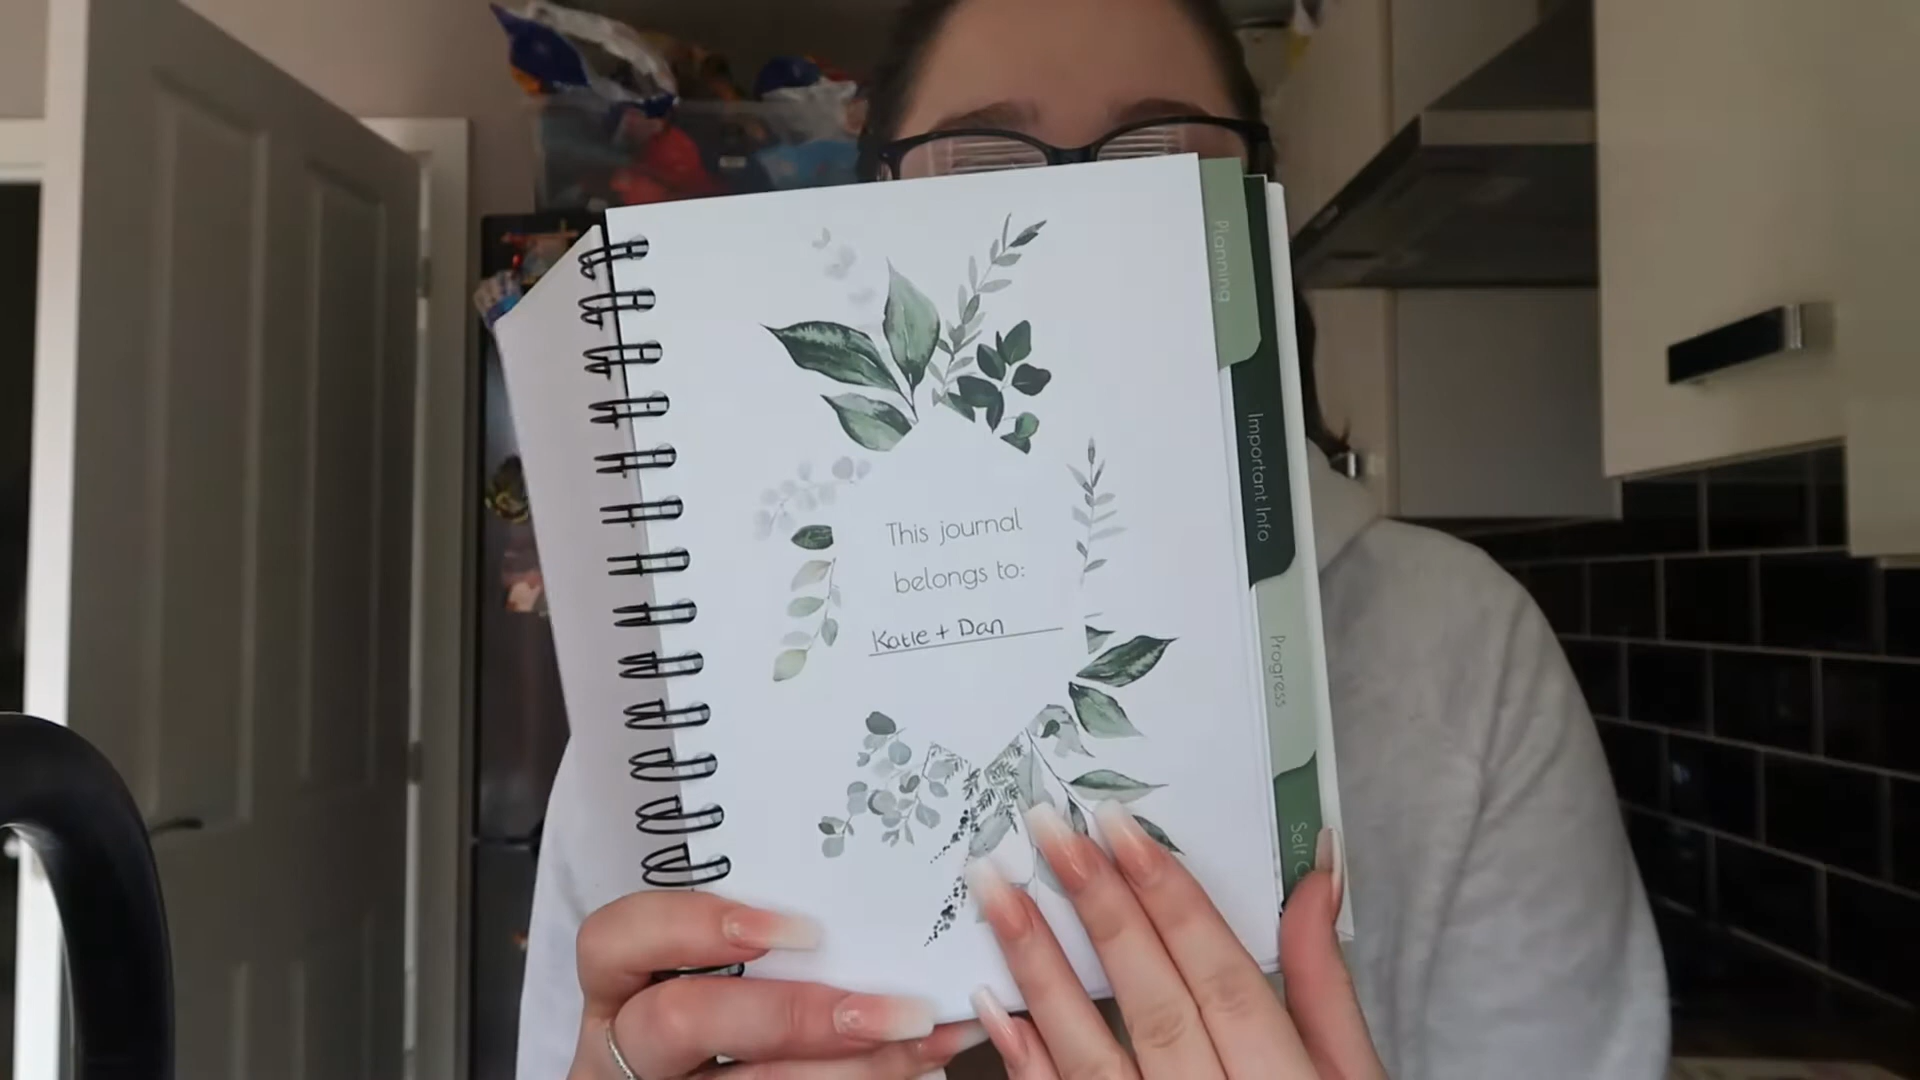 This journal
belongs to:
Katie + Dan
Planning
Important Info
Progress
Self C